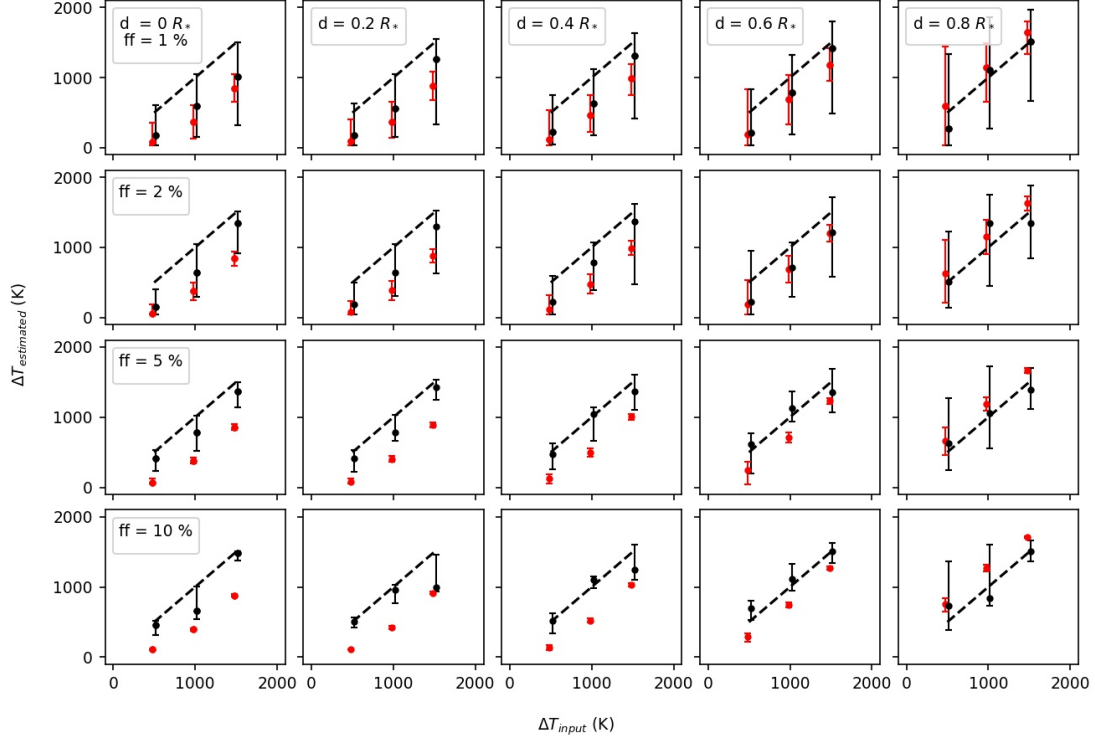 2000
1000
0
d = 0 R*
ff = 1 %
d = 0.2 R*
d = 0.4 R*
d = 0.6 R*
d = 0.8 R*
2000
1000
0
ff = 2 %
2000
1000
0
ff = 5 %
2000
1000
0
ff = 10 %
0 1000 2000 0 1000 2000 0 1000 2000 0 1000 2000 0 1000 2000
ΔTestimated (K)
ΔTinput (K)